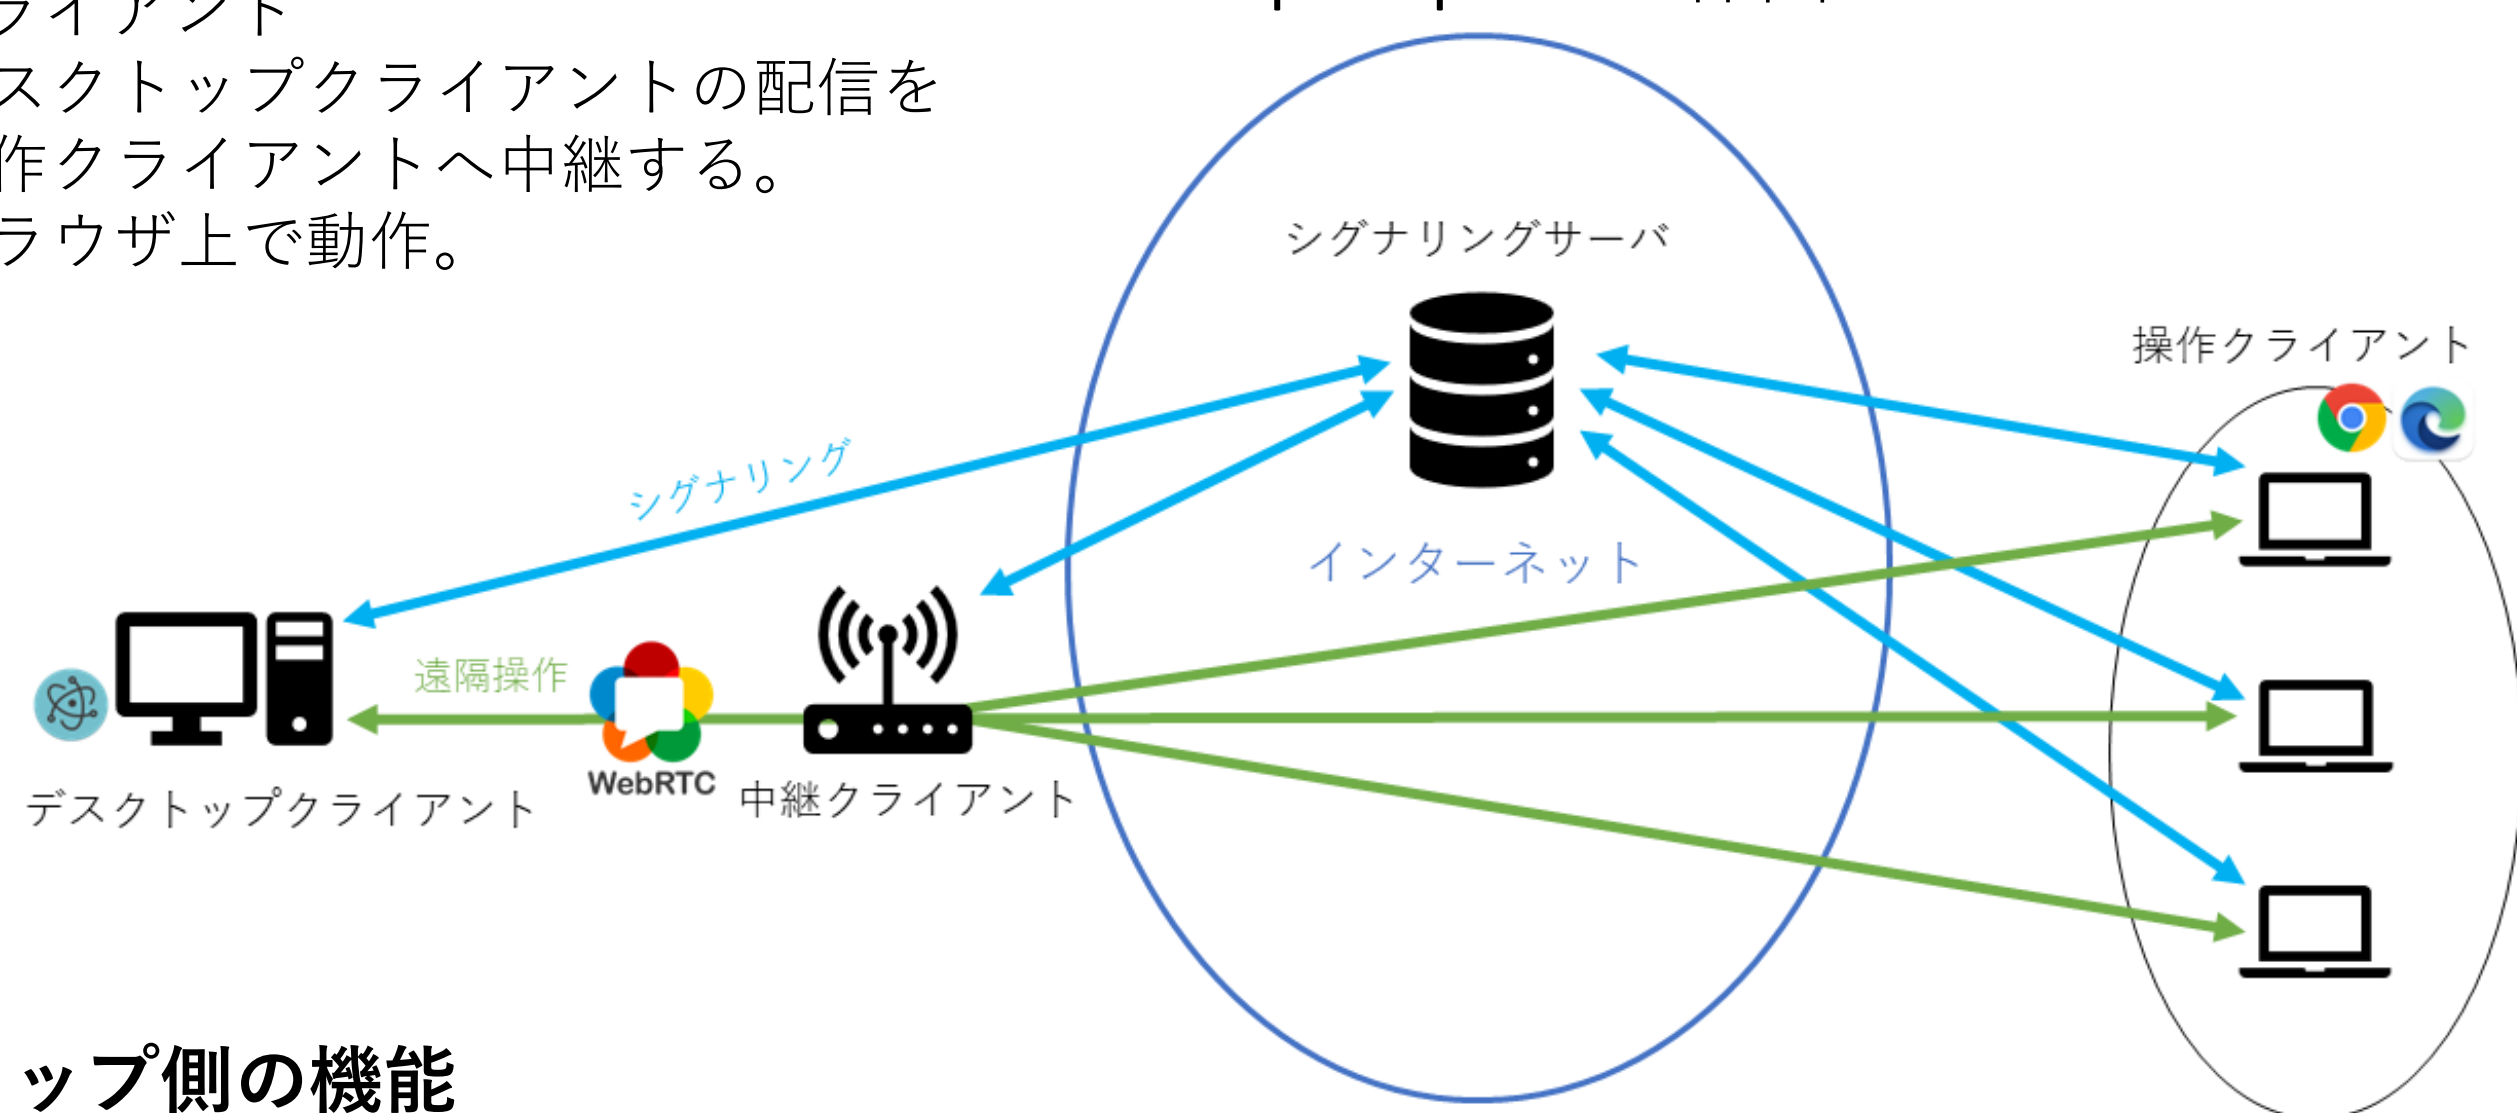 ライアント
スクトップクライアントの配信を
作クライアントへ中継する。
ラウザ上で動作。
シグナリングサーバ
操作クライアント
シグナリング
インターネット
遠隔操作
WebRTC
デスクトップクライアント
中継クライアント
ップ側の機能